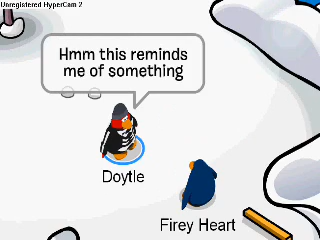 Unregistered HyperCam 2
Hmm this reminds
me of something
Doytle
Firey Heart